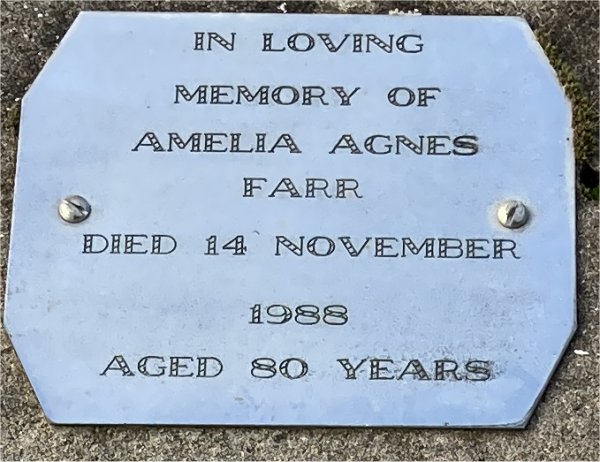 IN LOVING
MEMORY OF
AMELIA AGNES
FARR
DIED 14 NOVEMBER
1988
AGED 80 YEARS